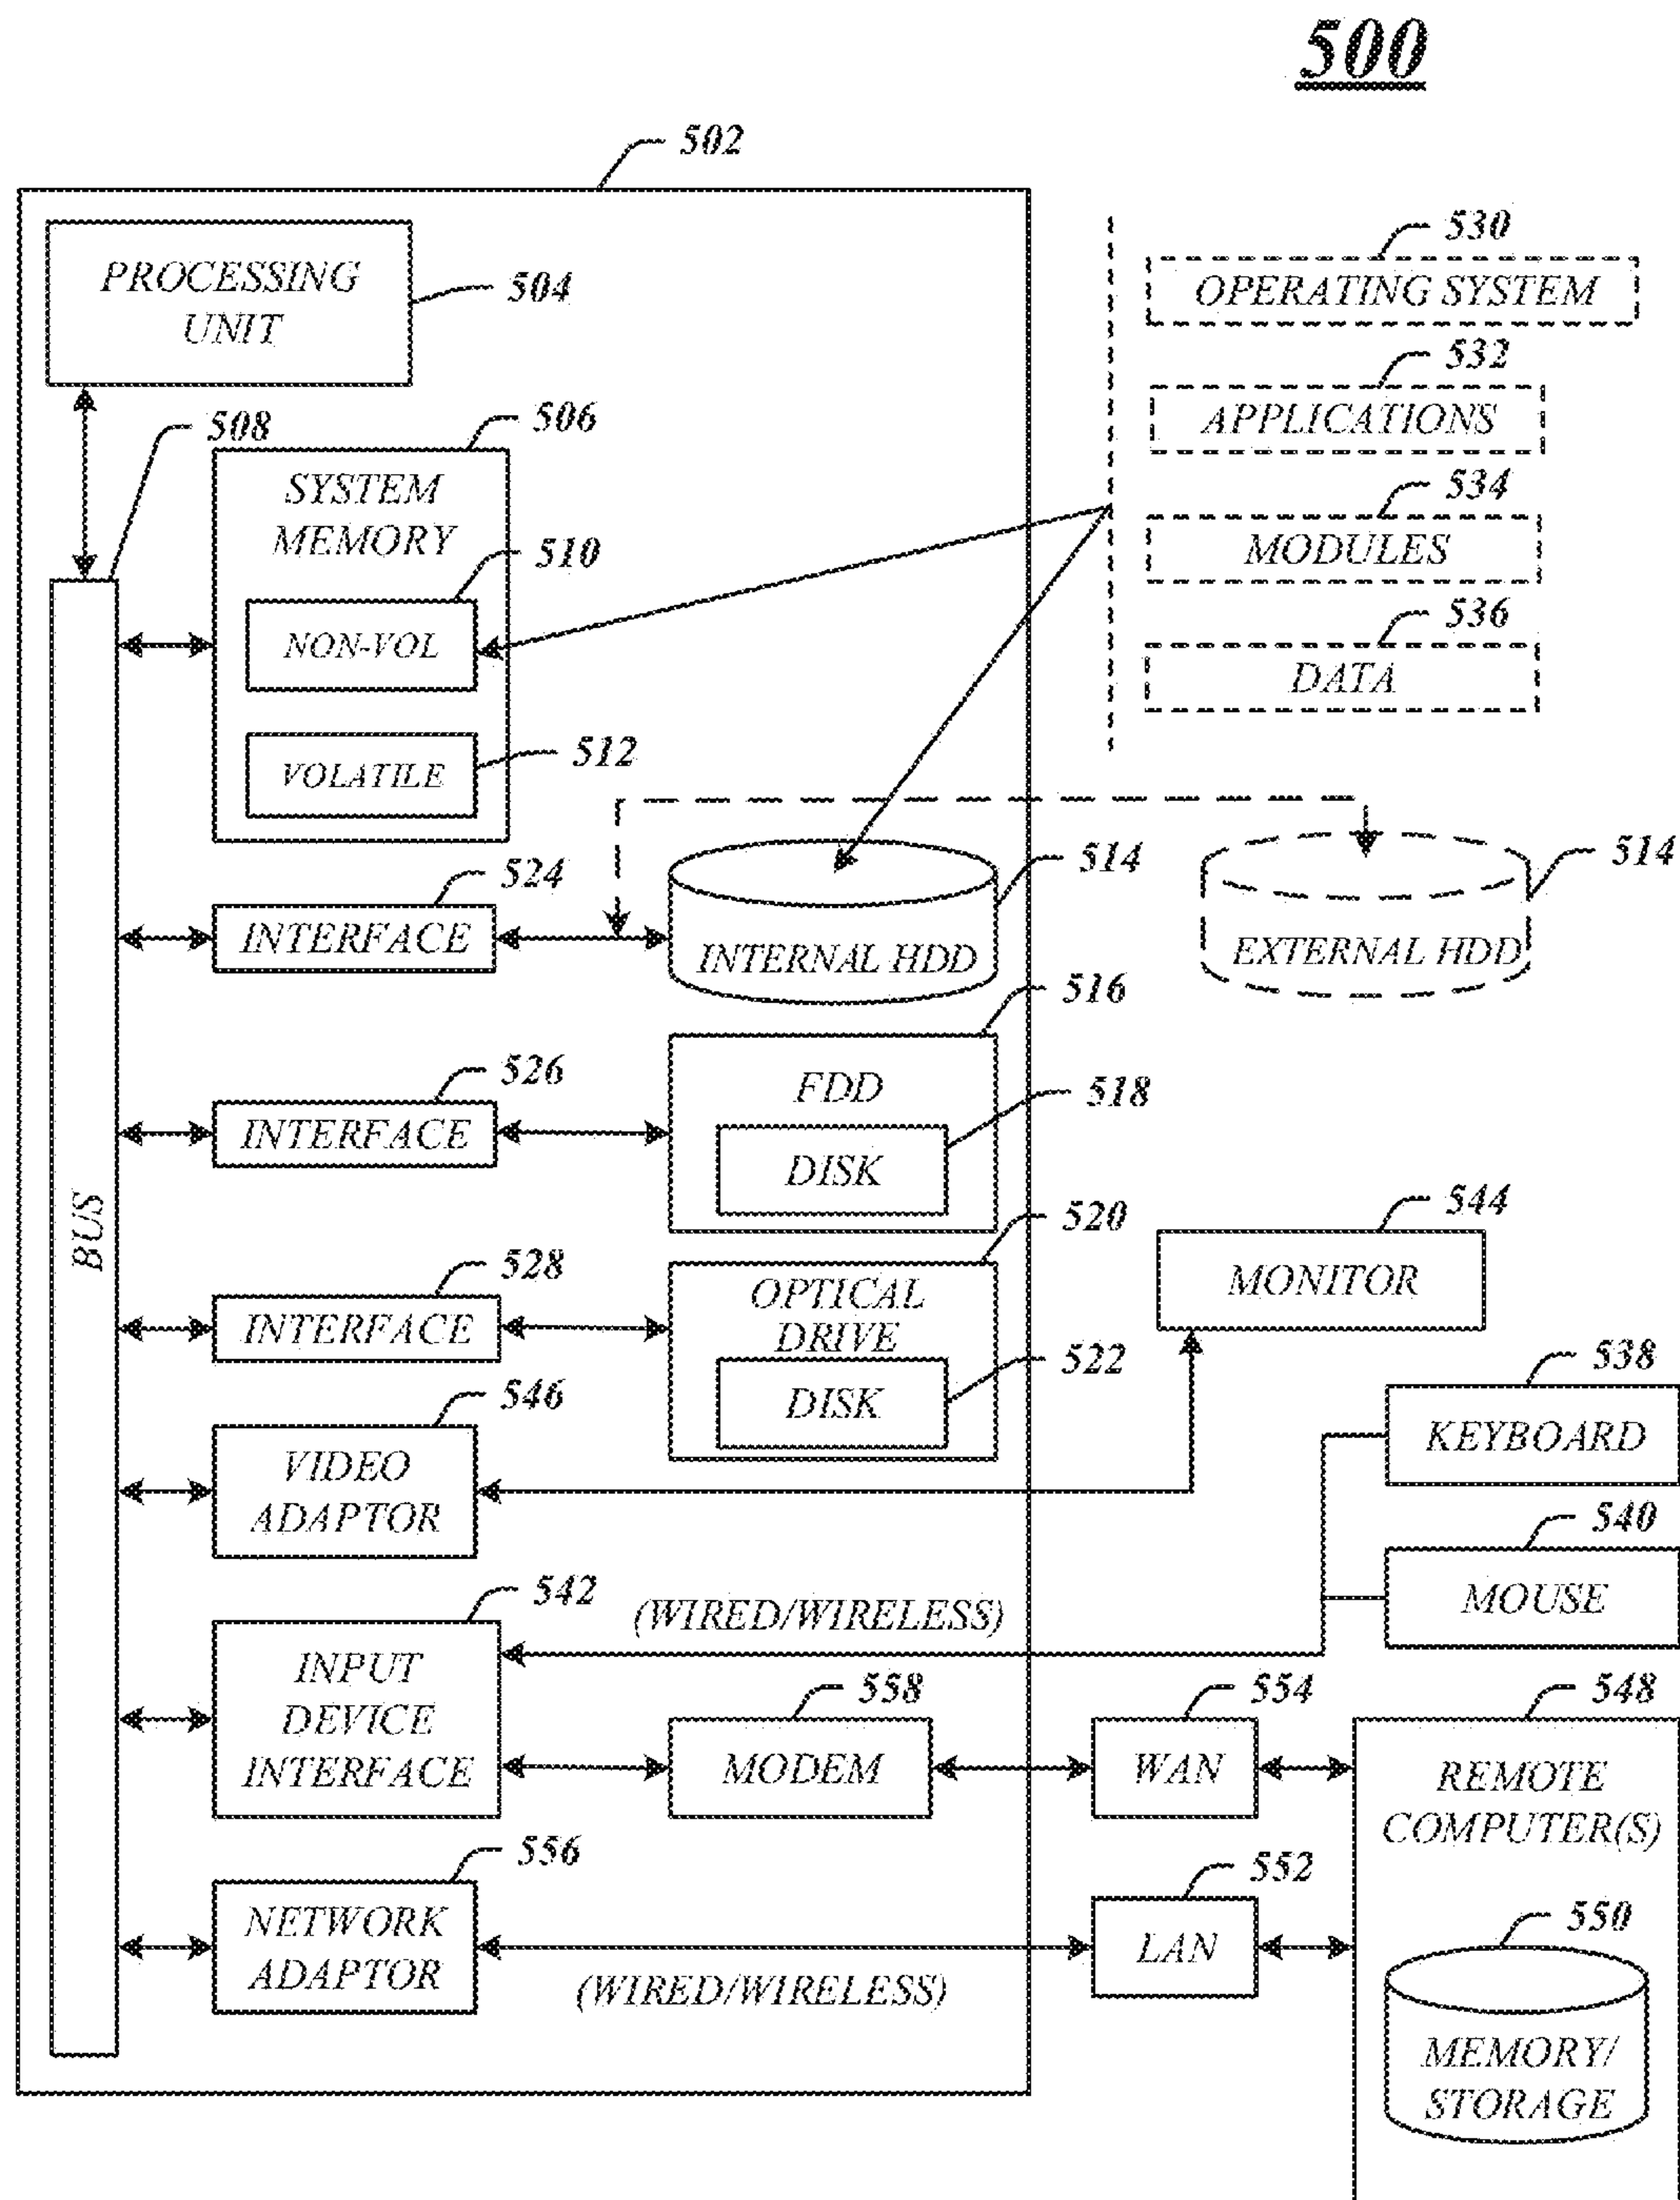 500
502
PROCESSING
UNIT
504
530
OPERATING SYSTEM
532
APPLICATIONS
534
MODULES
536
DATA
508
506
SYSTEM
MEMORY
510
NON-VOL
512
VOLATILE
524
INTERFACE
514
INTERNAL HDD
514
EXTERNAL HDD
526
INTERFACE
516
FDD
518
DISK
BUS
528
INTERFACE
520
OPTICAL
DRIVE
522
DISK
544
MONITOR
546
VIDEO
ADAPTOR
538
KEYBOARD
540
MOUSE
542
INPUT
DEVICE
INTERFACE
(WIRED/WIRELESS)
558
MODEM
554
WAN
548
REMOTE
COMPUTER(S)
556
NETWORK
ADAPTOR
(WIRED/WIRELESS)
552
LAN
550
MEMORY/
STORAGE